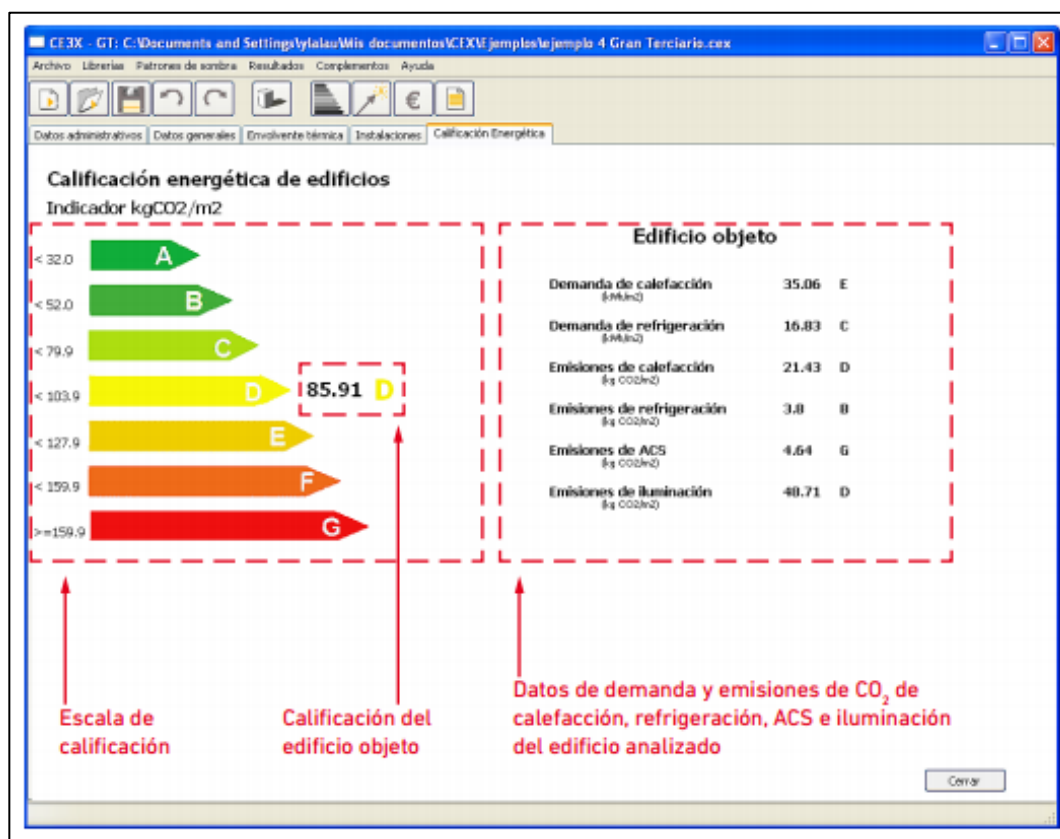 CE3X - GT: C:\Documents and Settings\ylalau\Mis documentos\CEX\Ejemplos\ejemplo 4 Gran Terciario.cex
Archivo Librerías Patrones de sombra Resultados Complementos Ayuda
Datos administrativos Datos generales Envolvente térmica Instalaciones Calificación Energética
Calificación energética de edificios
Indicador kgCO2/m2
Edificio objeto
< 32.0 A
< 52.0 B
< 79.9 C
< 103.9 D 85.91 D
< 127.9 E
< 159.9 F
>=159.9 G
Demanda de calefacción 35.06 E
(kWh/m2)
Demanda de refrigeración 16.83 C
(kWh/m2)
Emisiones de calefacción 21.43 D
(kg CO2/m2)
Emisiones de refrigeración 3.8 B
(kg CO2/m2)
Emisiones de ACS 4.64 G
(kg CO2/m2)
Emisiones de iluminación 48.71 D
(kg CO2/m2)
Escala de
calificación
Calificación del
edificio objeto
Datos de demanda y emisiones de CO₂ de
calefacción, refrigeración, ACS e iluminación
del edificio analizado
Cerrar